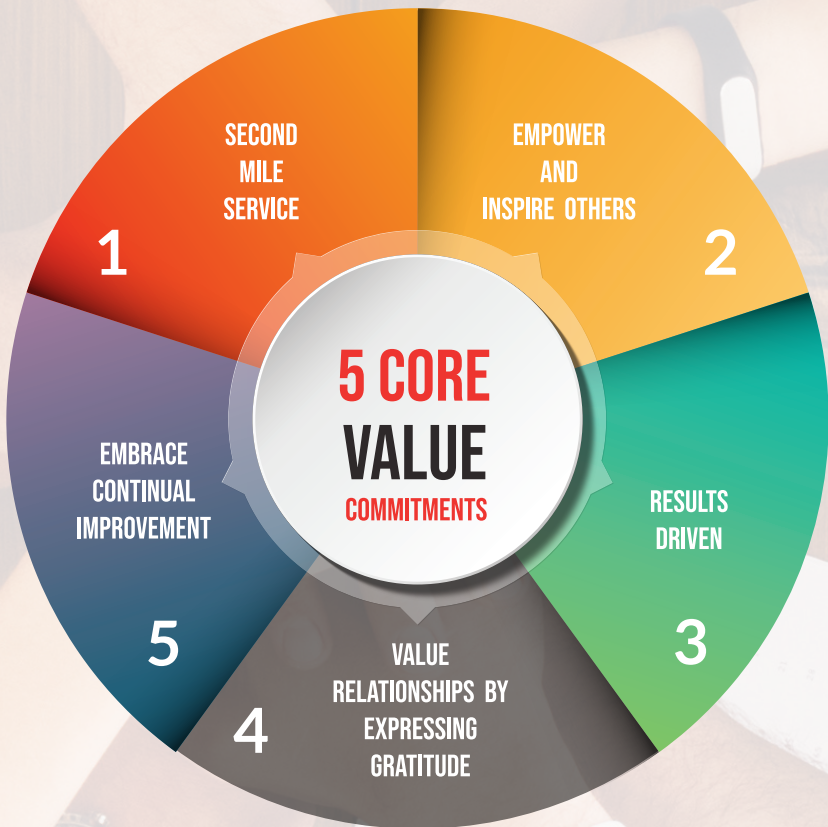 5 CORE
VALUE
COMMITMENTS
SECOND
MILE
SERVICE
1
EMPOWER
AND
INSPIRE OTHERS
2
RESULTS
DRIVEN
3
VALUE
RELATIONSHIPS BY
EXPRESSING
GRATITUDE
4
EMBRACE
CONTINUAL
IMPROVEMENT
5